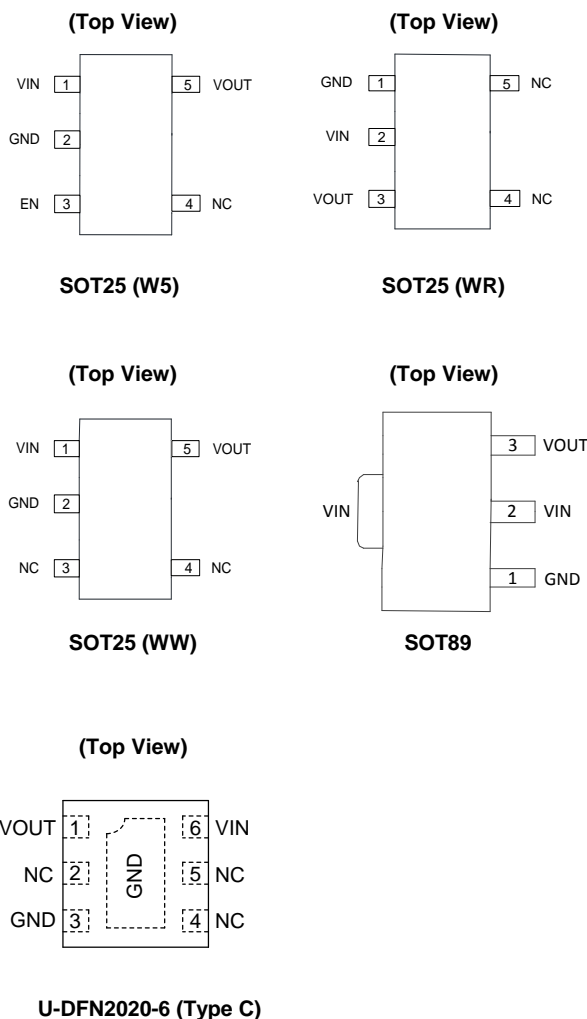 (Top View)
VIN 1 5 VOUT
GND 2
EN 3 4 NC
SOT25 (W5)
(Top View)
GND 1 5 NC
VIN 2
VOUT 3 4 NC
SOT25 (WR)
(Top View)
VIN 1 5 VOUT
GND 2
NC 3 4 NC
SOT25 (WW)
(Top View)
3 VOUT
VIN 2 VIN
1 GND
SOT89
(Top View)
VOUT 1 6 VIN
NC 2 GND 5 NC
GND 3 4 NC
U-DFN2020-6 (Type C)